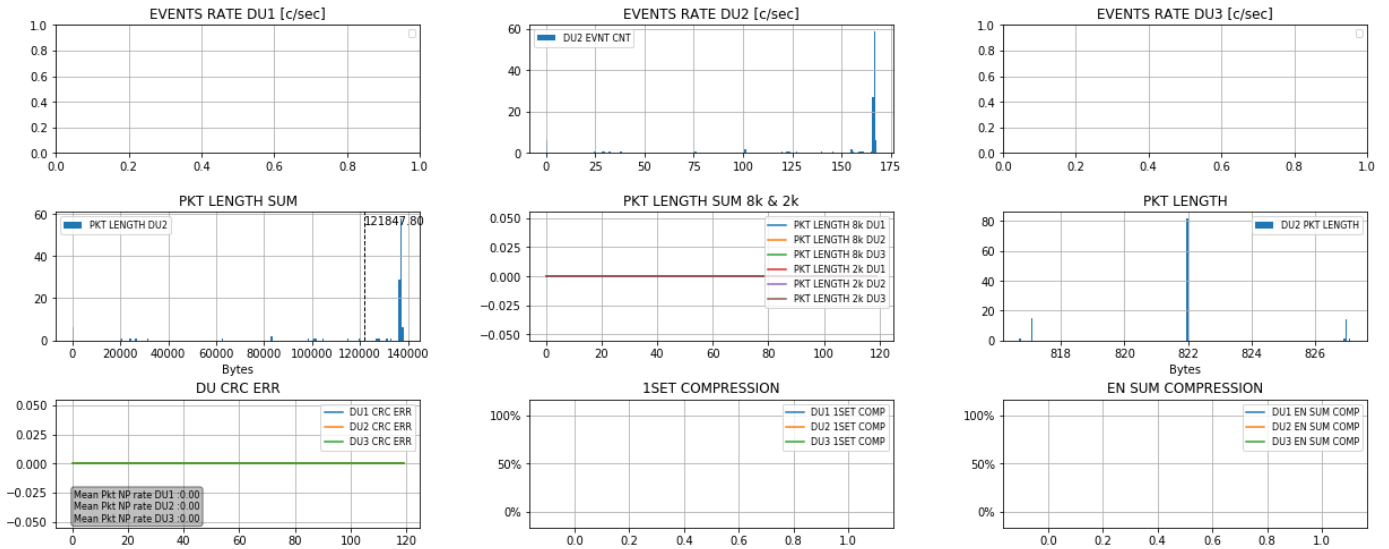 EVENTS RATE DU1 [c/sec]
1.0
0.8
0.6
0.4
0.2
0.0
0.0 0.2 0.4 0.6 0.8 1.0
EVENTS RATE DU2 [c/sec]
DU2 EVNT CNT
60
40
20
0
0 25 50 75 100 125 150 175
EVENTS RATE DU3 [c/sec]
1.0
0.8
0.6
0.4
0.2
0.0
0.0 0.2 0.4 0.6 0.8 1.0
PKT LENGTH SUM
121847.80
PKT LENGTH DU2
60
40
20
0
0 20000 40000 60000 80000 100000 120000 140000
Bytes
PKT LENGTH SUM 8k & 2k
0.050
0.025
0.000
−0.025
−0.050
PKT LENGTH 8k DU1
PKT LENGTH 8k DU2
PKT LENGTH 8k DU3
PKT LENGTH 2k DU1
PKT LENGTH 2k DU2
PKT LENGTH 2k DU3
0 20 40 60 80 100 120
PKT LENGTH
DU2 PKT LENGTH
80
60
40
20
0
818 820 822 824 826
Bytes
DU CRC ERR
0.050
0.025
0.000
−0.025
−0.050
DU1 CRC ERR
DU2 CRC ERR
DU3 CRC ERR
Mean Pkt NP rate DU1 :0.00
Mean Pkt NP rate DU2 :0.00
Mean Pkt NP rate DU3 :0.00
0 20 40 60 80 100 120
1SET COMPRESSION
100%
50%
0%
DU1 1SET COMP
DU2 1SET COMP
DU3 1SET COMP
0.0 0.2 0.4 0.6 0.8 1.0
EN SUM COMPRESSION
100%
50%
0%
DU1 EN SUM COMP
DU2 EN SUM COMP
DU3 EN SUM COMP
0.0 0.2 0.4 0.6 0.8 1.0